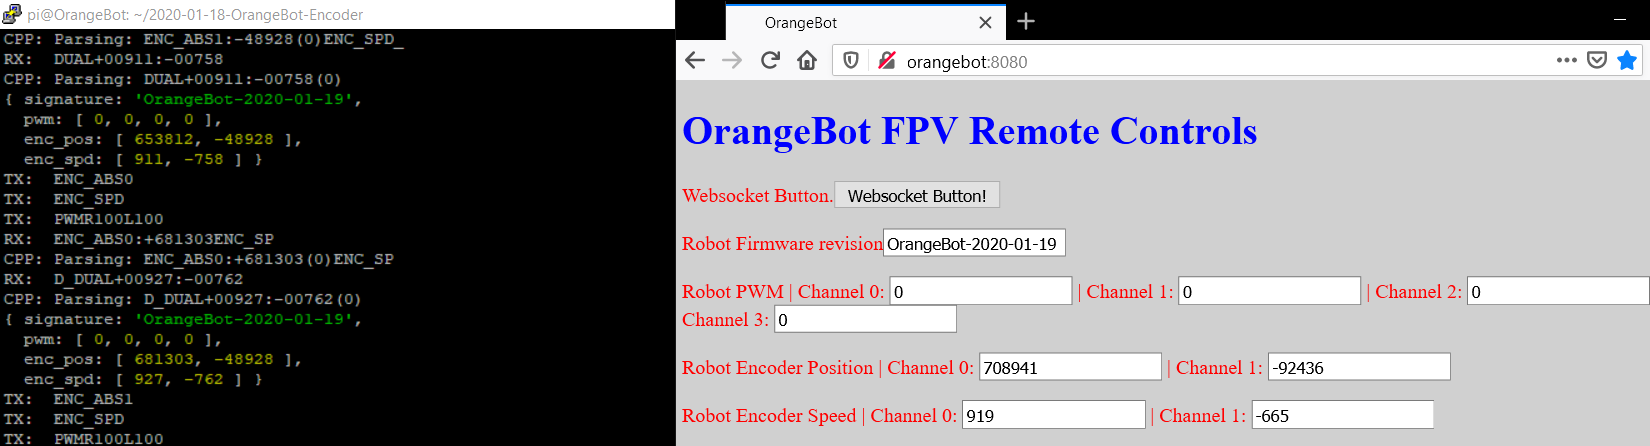 pi@OrangeBot: ~/2020-01-18-OrangeBot-Encoder
CPP: Parsing: ENC_ABS1:-48928(0)ENC_SPD_
RX:  DUAL+00911:-00758
CPP: Parsing: DUAL+00911:-00758(0)
{ signature: 'OrangeBot-2020-01-19',
  pwm: [ 0, 0, 0, 0 ],
  enc_pos: [ 653812, -48928 ],
  enc_spd: [ 911, -758 ] }
TX:  ENC_ABS0
TX:  ENC_SPD
TX:  PWMR100L100
RX:  ENC_ABS0:+681303ENC_SP
CPP: Parsing: ENC_ABS0:+681303(0)ENC_SP
RX:  D_DUAL+00927:-00762
CPP: Parsing: D_DUAL+00927:-00762(0)
{ signature: 'OrangeBot-2020-01-19',
  pwm: [ 0, 0, 0, 0 ],
  enc_pos: [ 681303, -48928 ],
  enc_spd: [ 927, -762 ] }
TX:  ENC_ABS1
TX:  ENC_SPD
TX:  PWMR100L100
OrangeBot
orangebot:8080
OrangeBot FPV Remote Controls
Websocket Button. Websocket Button!
Robot Firmware revision OrangeBot-2020-01-19
Robot PWM | Channel 0: 0 | Channel 1: 0 | Channel 2: 0
Channel 3: 0
Robot Encoder Position | Channel 0: 708941 | Channel 1: -92436
Robot Encoder Speed | Channel 0: 919 | Channel 1: -665